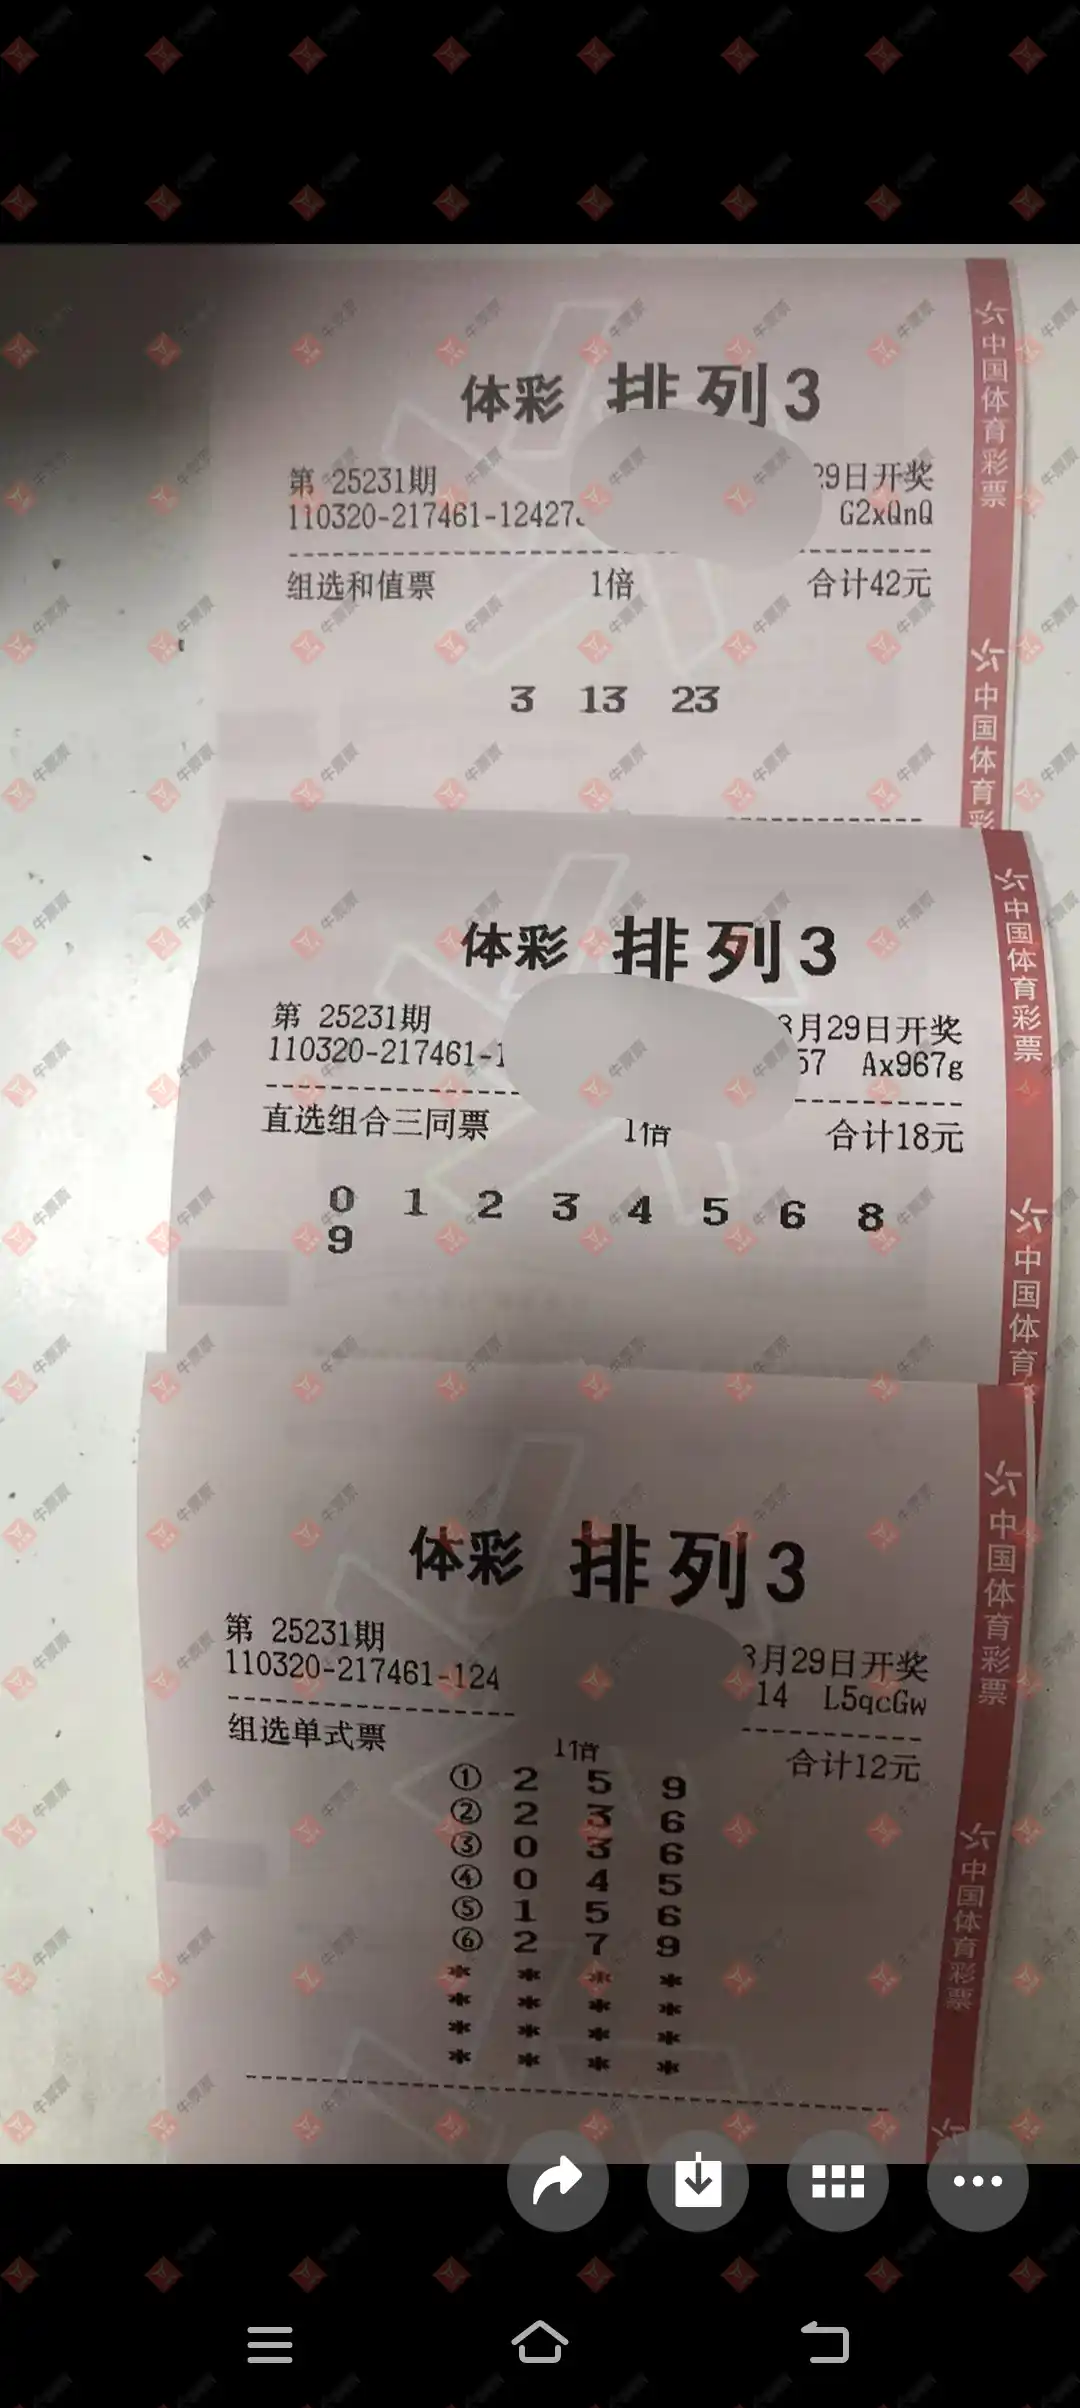 体彩 排列3
第 25231期 29日开奖
110320-217461-12427 G2xQnQ
组选和值票 1倍 合计42元
3 13 23
中国体育彩票
中国体育彩
体彩 排列3
第 25231期 8月29日开奖
110320-217461-1 57 Ax967g
直选组合三同票 1倍 合计18元
0 1 2 3 4 5 6 8
9
中国体育彩票
中国体育
体彩 排列3
第 25231期 8月29日开奖
110320-217461-124 14 L5qcGw
组选单式票 1倍 合计12元
① 2 5 9
② 2 3 6
③ 0 3 6
④ 0 4 5
⑤ 1 5 6
⑥ 2 7 9
* * * *
* * * *
* * * *
* * * *
中国体育彩票
中国体育彩票
牛票票